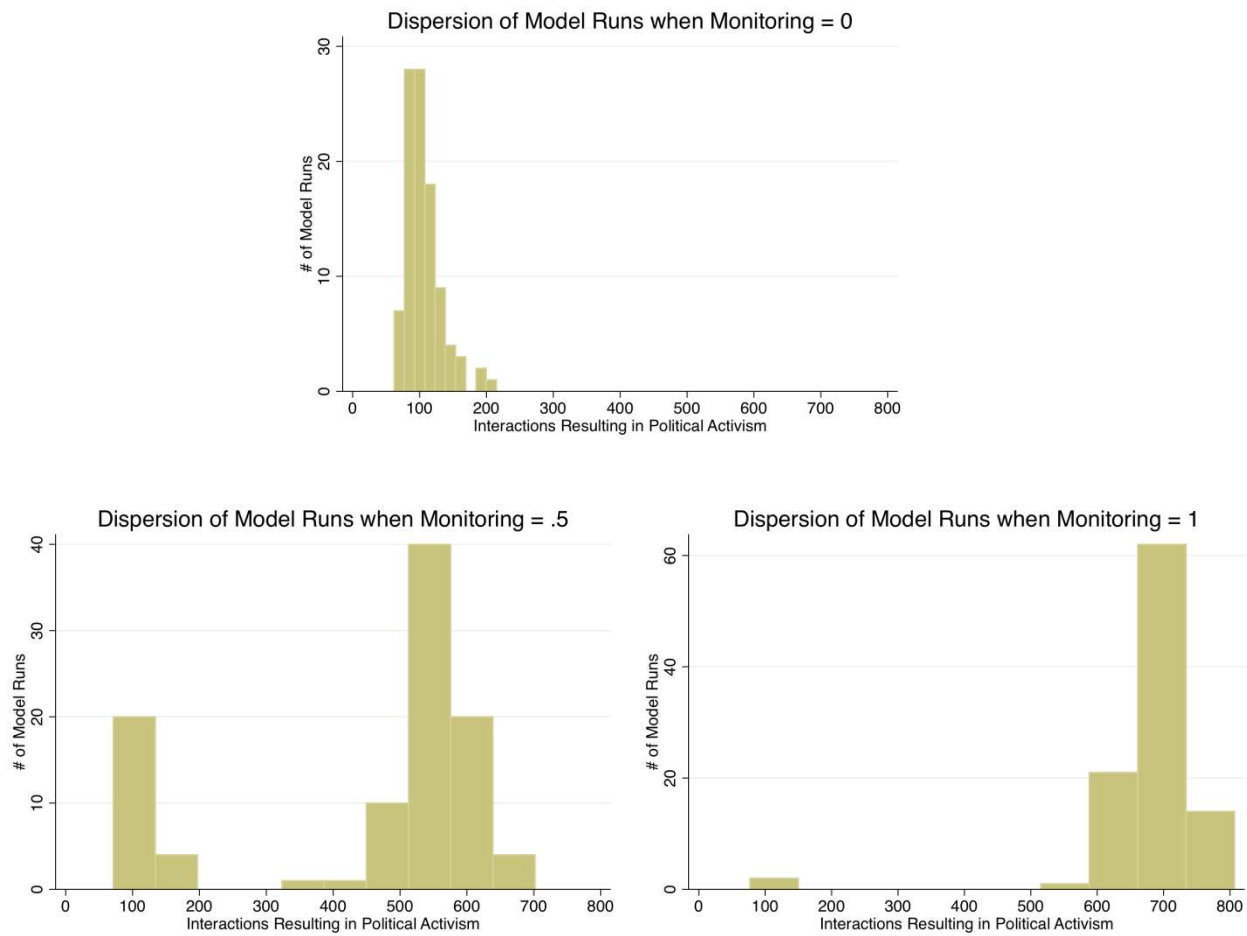 Dispersion of Model Runs when Monitoring = 0
# of Model Runs
30
20
10
0
0 100 200 300 400 500 600 700 800
Interactions Resulting in Political Activism
Dispersion of Model Runs when Monitoring = .5
# of Model Runs
40
30
20
10
0
0 100 200 300 400 500 600 700 800
Interactions Resulting in Political Activism
Dispersion of Model Runs when Monitoring = 1
# of Model Runs
60
40
20
0
0 100 200 300 400 500 600 700 800
Interactions Resulting in Political Activism